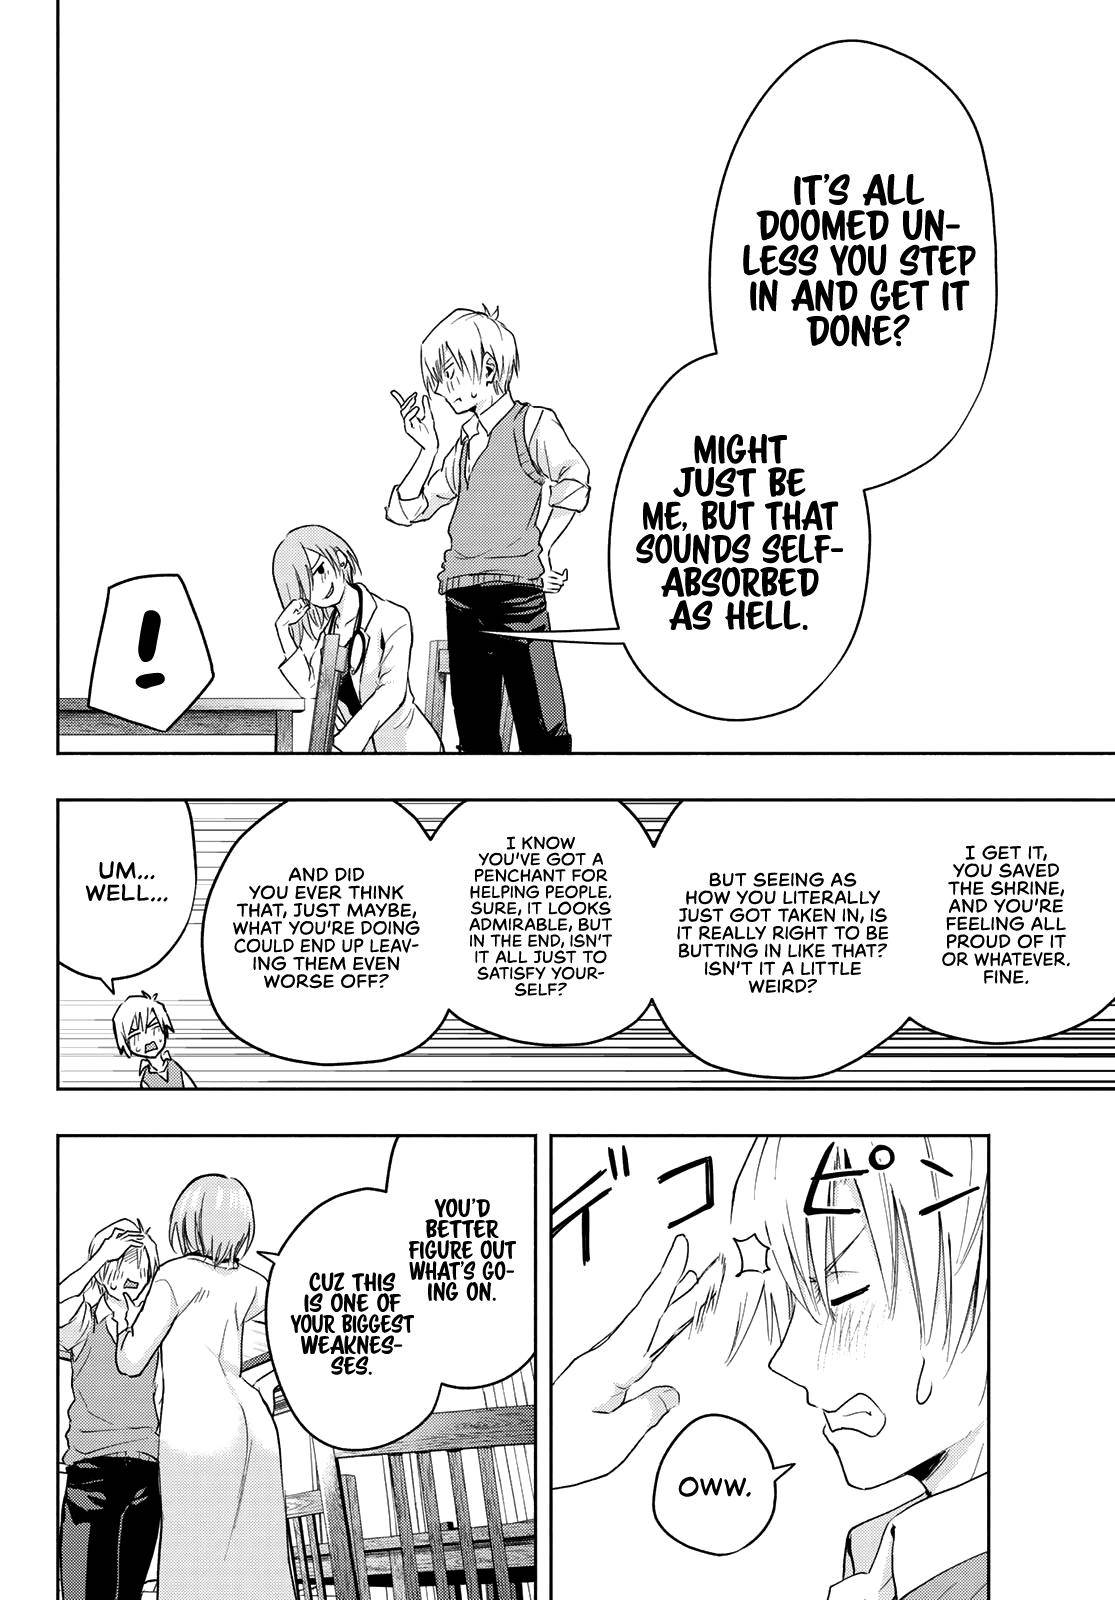 IT'S ALL
DOOMED UN-
LESS YOU STEP
IN AND GET IT
DONE?
MIGHT
JUST BE
ME, BUT THAT
SOUNDS SELF-
ABSORBED
AS HELL.
!
I GET IT,
YOU SAVED
THE SHRINE,
AND YOU'RE
FEELING ALL
PROUD OF IT
OR WHATEVER.
FINE.
BUT SEEING AS
HOW YOU LITERALLY
JUST GOT TAKEN IN, IS
IT REALLY RIGHT TO BE
BUTTING IN LIKE THAT?
ISN'T IT A LITTLE
WEIRD?
I KNOW
YOU'VE GOT A
PENCHANT FOR
HELPING PEOPLE.
SURE, IT LOOKS
ADMIRABLE, BUT
IN THE END, ISN'T
IT ALL JUST TO
SATISFY YOUR-
SELF?
AND DID
YOU EVER THINK
THAT, JUST MAYBE,
WHAT YOU'RE DOING
COULD END UP LEAV-
ING THEM EVEN
WORSE OFF?
UM...
WELL...
デコピン
OWW.
YOU'D
BETTER
FIGURE OUT
WHAT'S GO-
ING ON.
CUZ THIS
IS ONE OF
YOUR BIGGEST
WEAKNES-
SES.